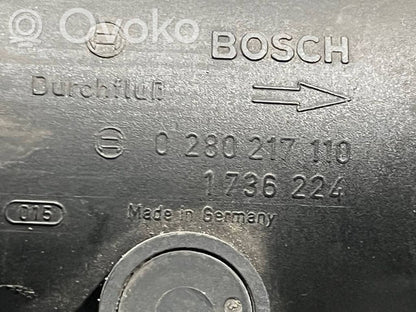 Ovoko
BOSCH
Durchfluß
0 280 217 110
1 736 224
015
Made in Germany